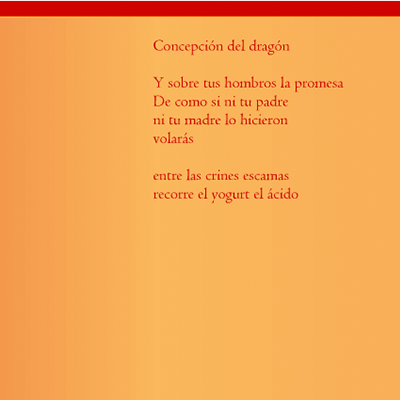 Concepción del dragón
Y sobre tus hombros la promesa
De como si ni tu padre
ni tu madre lo hicieron
volarás
entre las crines escamas
recorre el yogurt el ácido